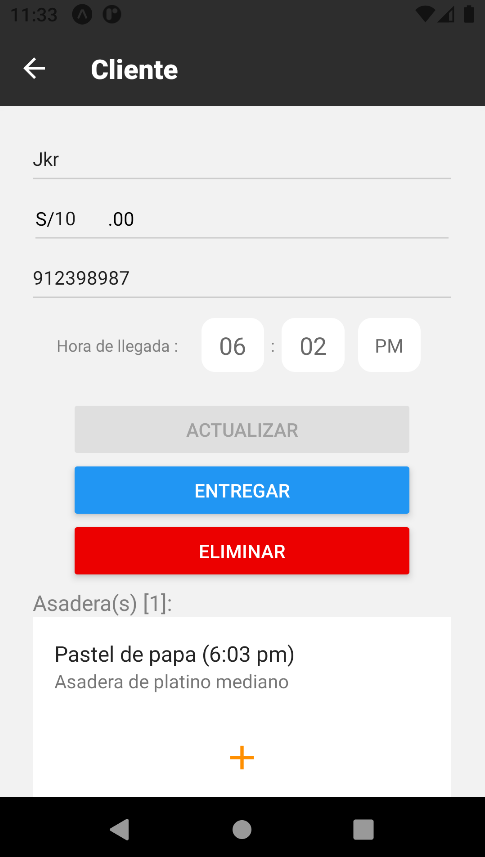 11:33
Cliente
Jkr
S/10 .00
912398987
Hora de llegada : 06 : 02 PM
ACTUALIZAR
ENTREGAR
ELIMINAR
Asadera(s) [1]:
Pastel de papa (6:03 pm)
Asadera de platino mediano
+